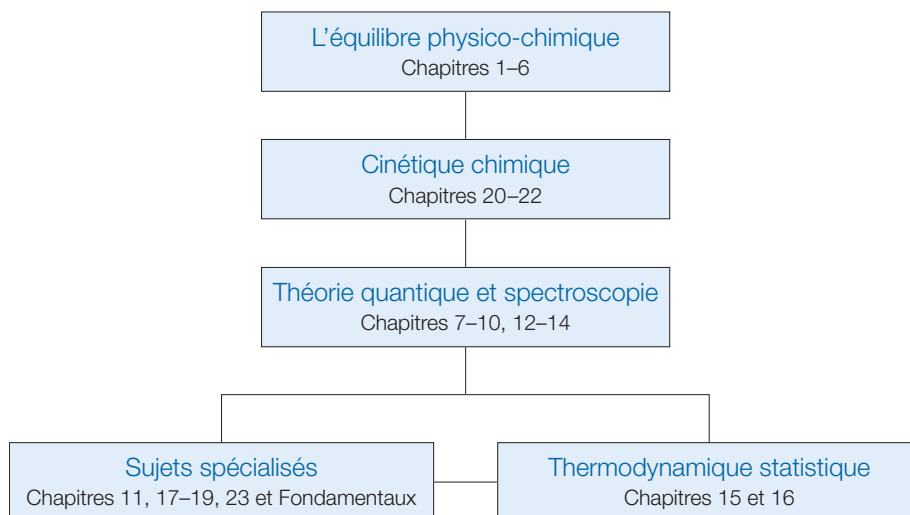 L'équilibre physico-chimique
Chapitres 1–6
Cinétique chimique
Chapitres 20–22
Théorie quantique et spectroscopie
Chapitres 7–10, 12–14
Sujets spécialisés
Chapitres 11, 17–19, 23 et Fondamentaux
Thermodynamique statistique
Chapitres 15 et 16